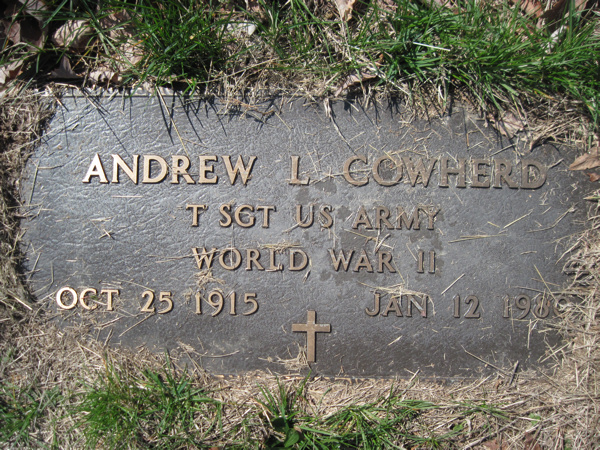 ANDREW L COWHERD
T SGT US ARMY
WORLD WAR II
OCT 25 1915 JAN 12